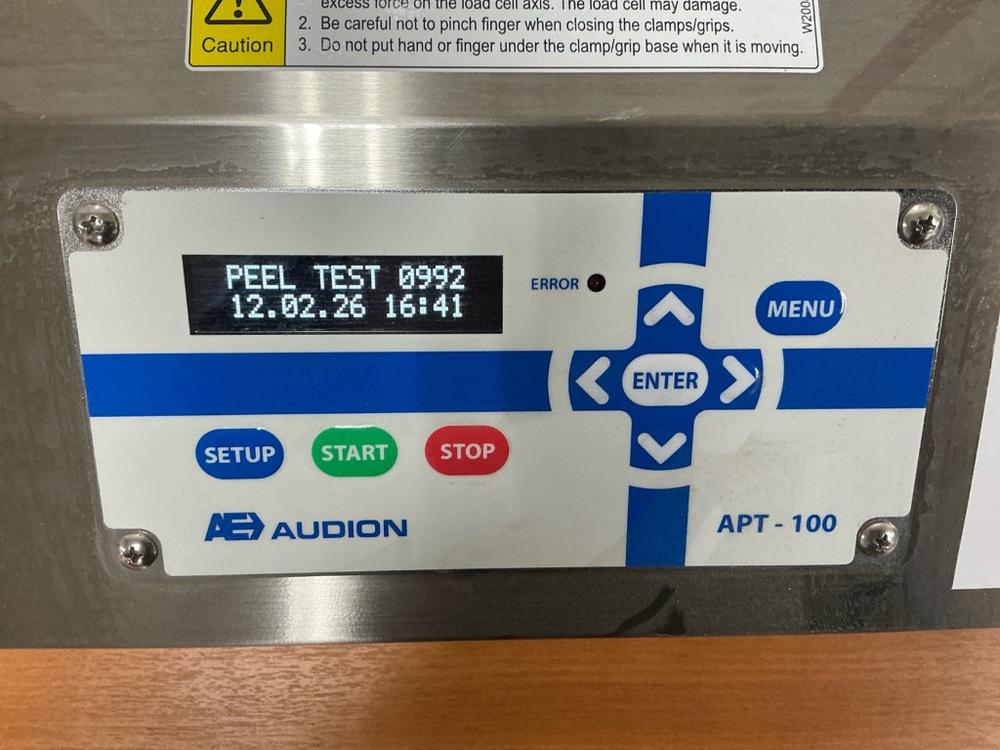 excess force on the load cell axis. The load cell may damage.
2. Be careful not to pinch finger when closing the clamps/grips.
3. Do not put hand or finger under the clamp/grip base when it is moving.
Caution
PEEL TEST 0992
12.02.26 16:41
ERROR
MENU
ENTER
SETUP
START
STOP
AE AUDION
APT - 100